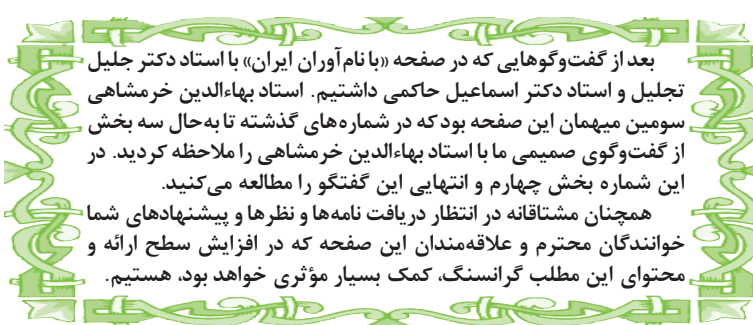 بعد از گفت‌وگوهایی که در صفحه «با نام‌آوران ایران» با استاد دکتر جلیل
تجلیل و استاد دکتر اسماعیل حاکمی داشتیم. استاد بهاءالدین خرمشاهی
سومین میهمان این صفحه بود که در شماره‌های گذشته تا به‌حال سه بخش
از گفت‌وگوی صمیمی ما با استاد بهاءالدین خرمشاهی را ملاحظه کردید. در
این شماره بخش چهارم و انتهایی این گفتگو را مطالعه می‌کنید.
همچنان مشتاقانه در انتظار دریافت نامه‌ها و نظرها و پیشنهادهای شما
خوانندگان محترم و علاقه‌مندان این صفحه که در افزایش سطح ارائه و
محتوای این مطلب گرانسنگ، کمک بسیار مؤثری خواهد بود، هستیم.